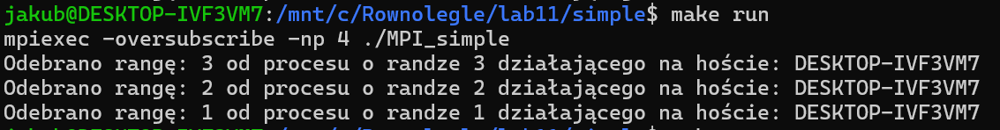 jakub@DESKTOP-IVF3VM7:/mnt/c/Rownolegle/lab11/simple$ make run
mpiexec -oversubscribe -np 4 ./MPI_simple
Odebrano rangę: 3 od procesu o randze 3 działającego na hoście: DESKTOP-IVF3VM7
Odebrano rangę: 2 od procesu o randze 2 działającego na hoście: DESKTOP-IVF3VM7
Odebrano rangę: 1 od procesu o randze 1 działającego na hoście: DESKTOP-IVF3VM7